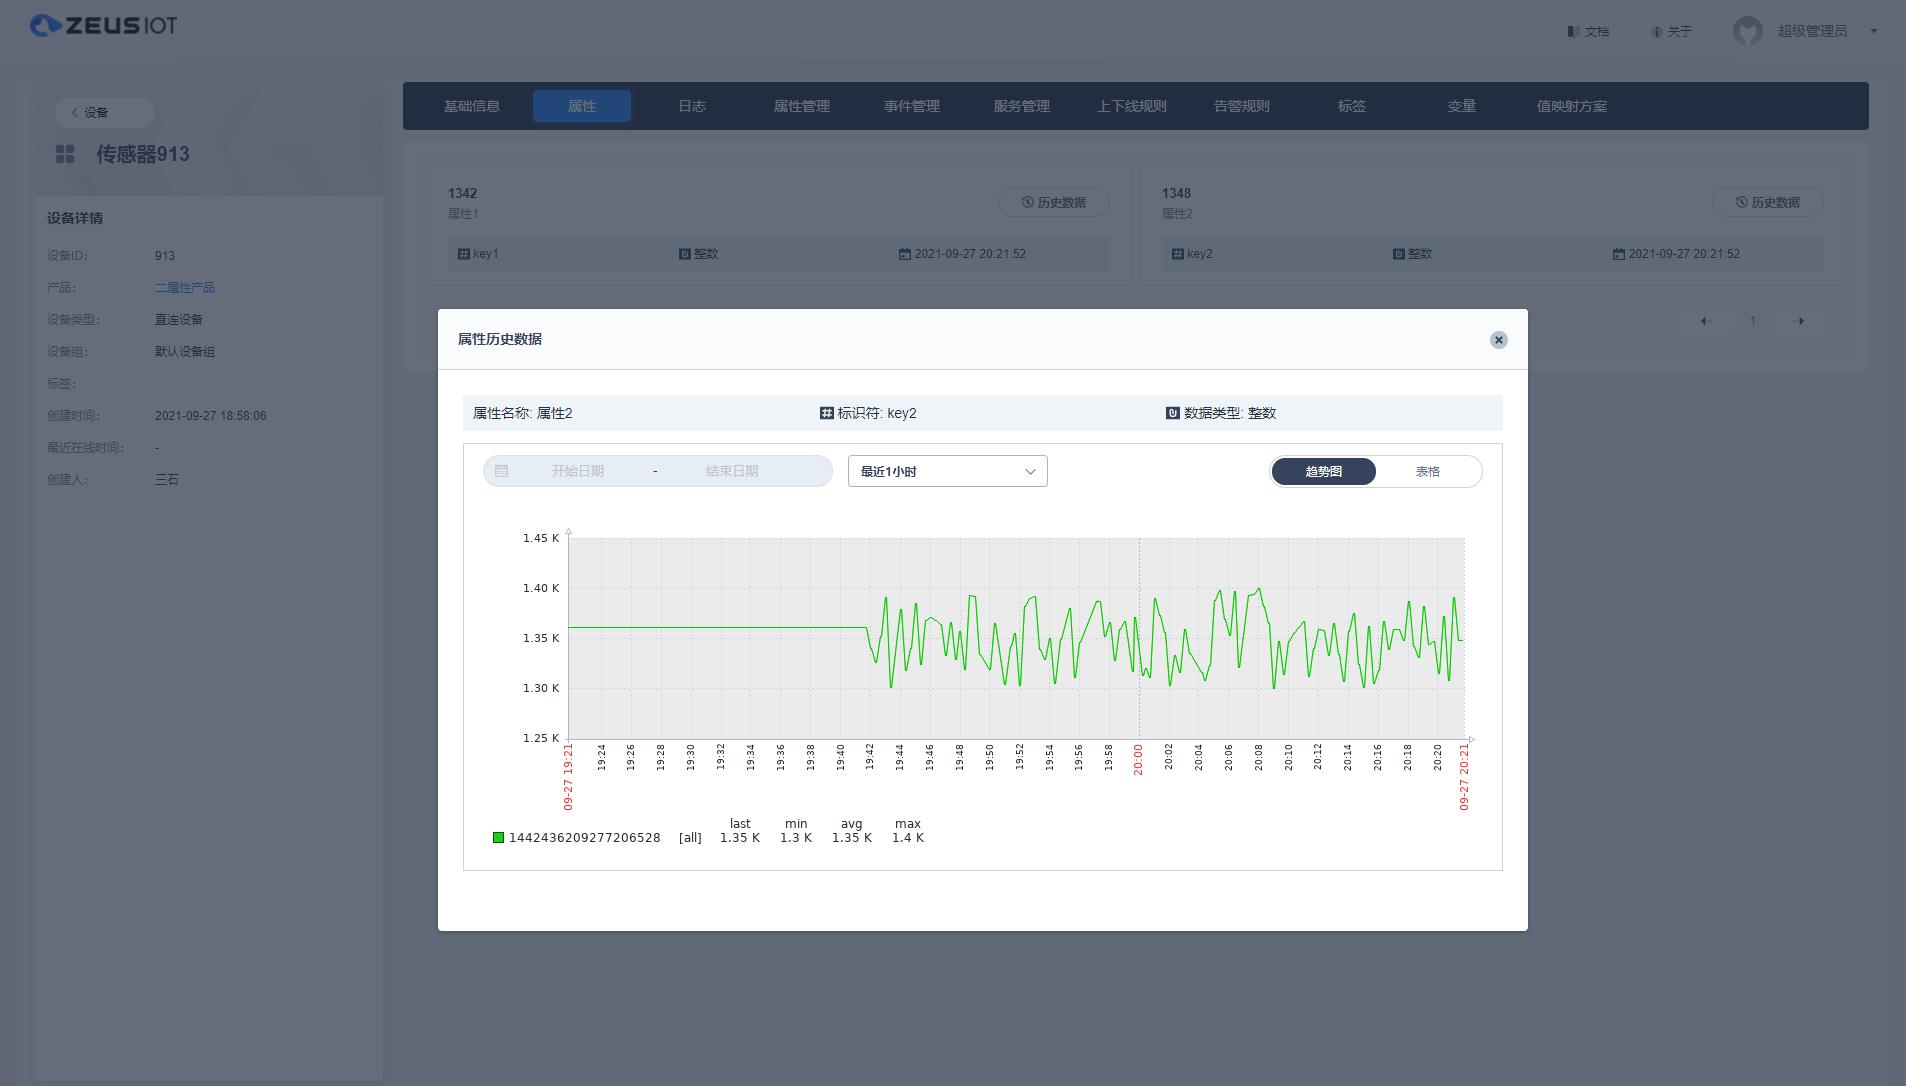 ZEUSIOT
文档
关于
超级管理员
设备
传感器913
设备详情
设备ID: 913
产品: 二属性产品
设备类型: 直连设备
设备组: 默认设备组
标签:
创建时间: 2021-09-27 18:58:06
最近在线时间: -
创建人: 三石
基础信息 属性 日志 属性管理 事件管理 服务管理 上下线规则 告警规则 标签 变量 值映射方案
1342
属性1
历史数据
key1 整数 2021-09-27 20:21:52
1348
属性2
历史数据
key2 整数 2021-09-27 20:21:52
1
属性历史数据
属性名称: 属性2 标识符: key2 数据类型: 整数
开始日期 - 结束日期
最近1小时
趋势图 表格
1.45 K
1.40 K
1.35 K
1.30 K
1.25 K
09-27 19:21 19:24 19:26 19:28 19:30 19:32 19:34 19:36 19:38 19:40 19:42 19:44 19:46 19:48 19:50 19:52 19:54 19:56 19:58 20:00 20:02 20:04 20:06 20:08 20:10 20:12 20:14 20:16 20:18 20:20 09-27 20:21
last min avg max
1442436209277206528 [all] 1.35 K 1.3 K 1.35 K 1.4 K